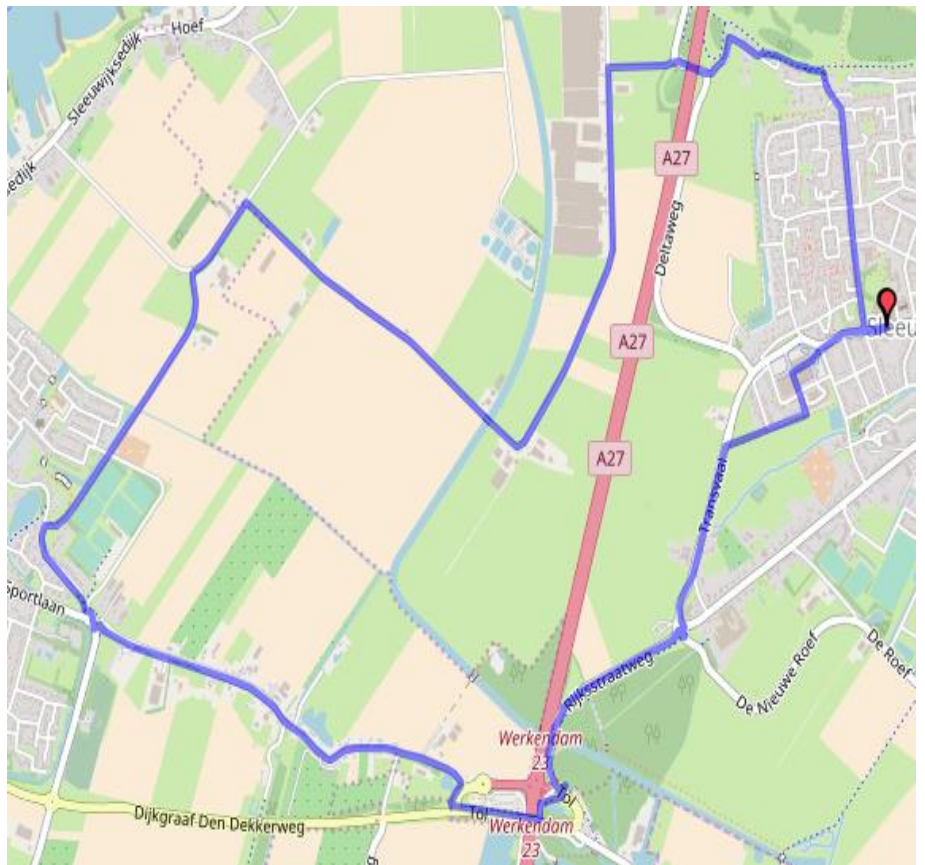 Hoef
Sleeuwijksedijk
sedijk
A27
Deltaweg
A27
Sleeu
A27
Transvaal
Sportlaan
Rijksstraatweg
De Nieuwe Roef
De Roef
Werkendam
23
Tol
Tol
Dijkgraaf Den Dekkerweg
Werkendam
23
g